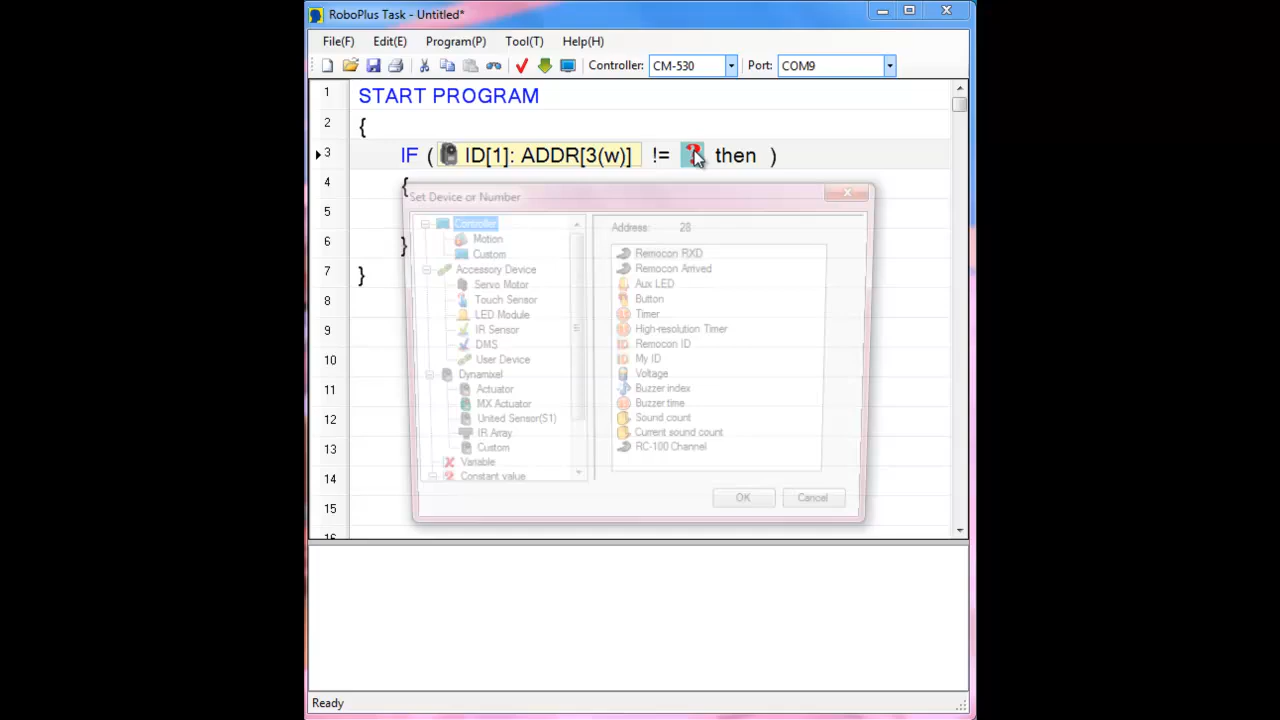 RoboPlus Task - Untitled*
File(F) Edit(E) Program(P) Tool(T) Help(H)
Controller: CM-530 Port: COM9
1 START PROGRAM
2 {
3 IF ( ID[1]: ADDR[3(w)] != ? then )
4 {
5
6 }
7 }
8
9
10
11
12
13
14
15
16
Set Device or Number
Controller
Motion
Custom
Accessory Device
Servo Motor
Touch Sensor
LED Module
IR Sensor
DMS
User Device
Dynamixel
Actuator
MX Actuator
United Sensor(S1)
IR Array
Custom
Variable
Constant value
Address: 28
Remocon RXD
Remocon Arrived
Aux LED
Button
Timer
High-resolution Timer
Remocon ID
My ID
Voltage
Buzzer index
Buzzer time
Sound count
Current sound count
RC-100 Channel
OK Cancel
Ready